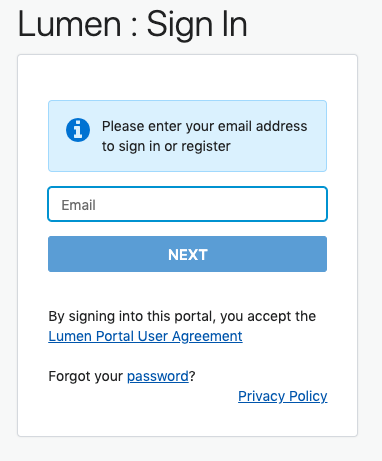 Lumen : Sign In
Please enter your email address
to sign in or register
Email
NEXT
By signing into this portal, you accept the
Lumen Portal User Agreement
Forgot your password?
Privacy Policy